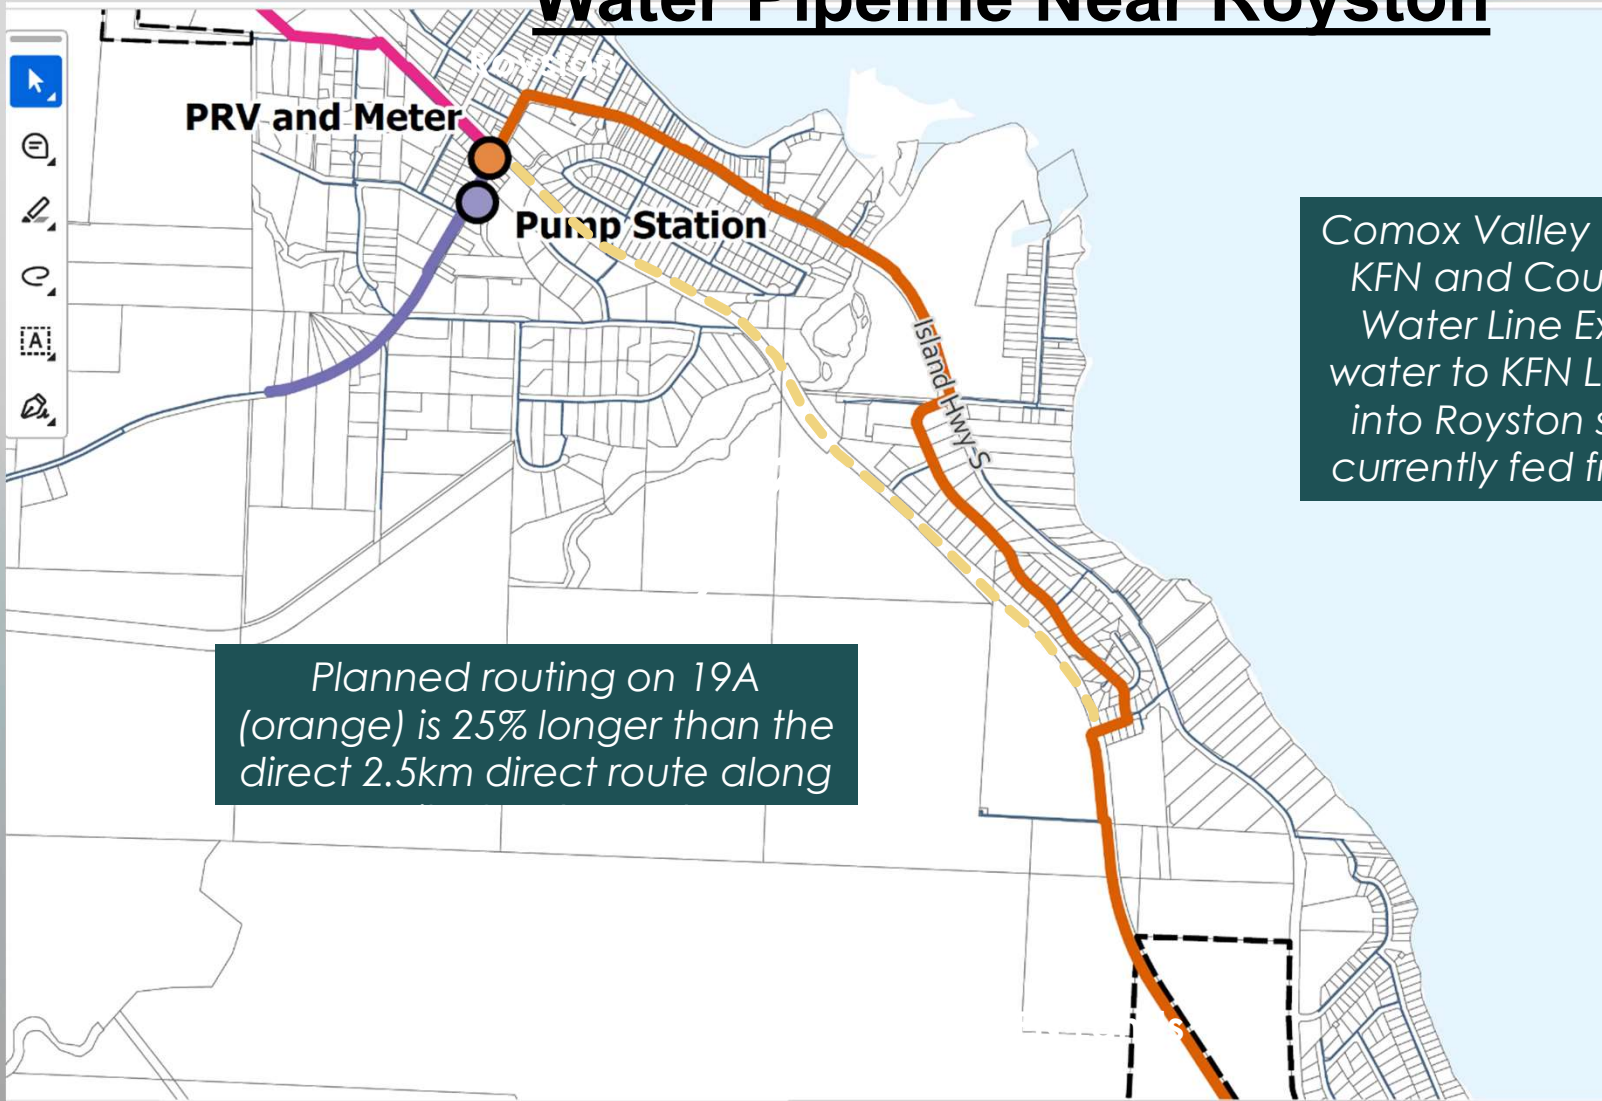 Water Pipeline Near Royston
Royston
PRV and Meter
Pump Station
Island Hwy S
Comox Valley
KFN and Cou
Water Line Ex
water to KFN L
into Royston s
currently fed fr
Planned routing on 19A
(orange) is 25% longer than the
direct 2.5km direct route along